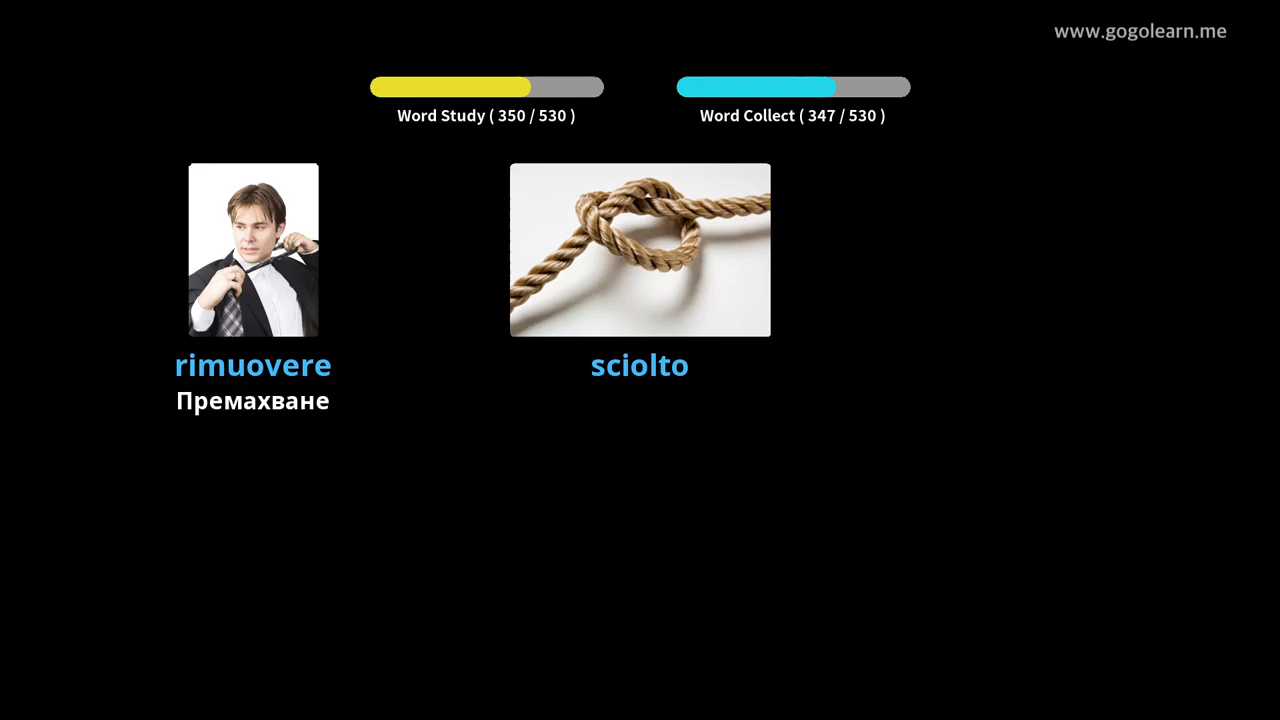 www.gogolearn.me
Word Study ( 350 / 530 )
Word Collect ( 347 / 530 )
rimuovere
Премахване
sciolto